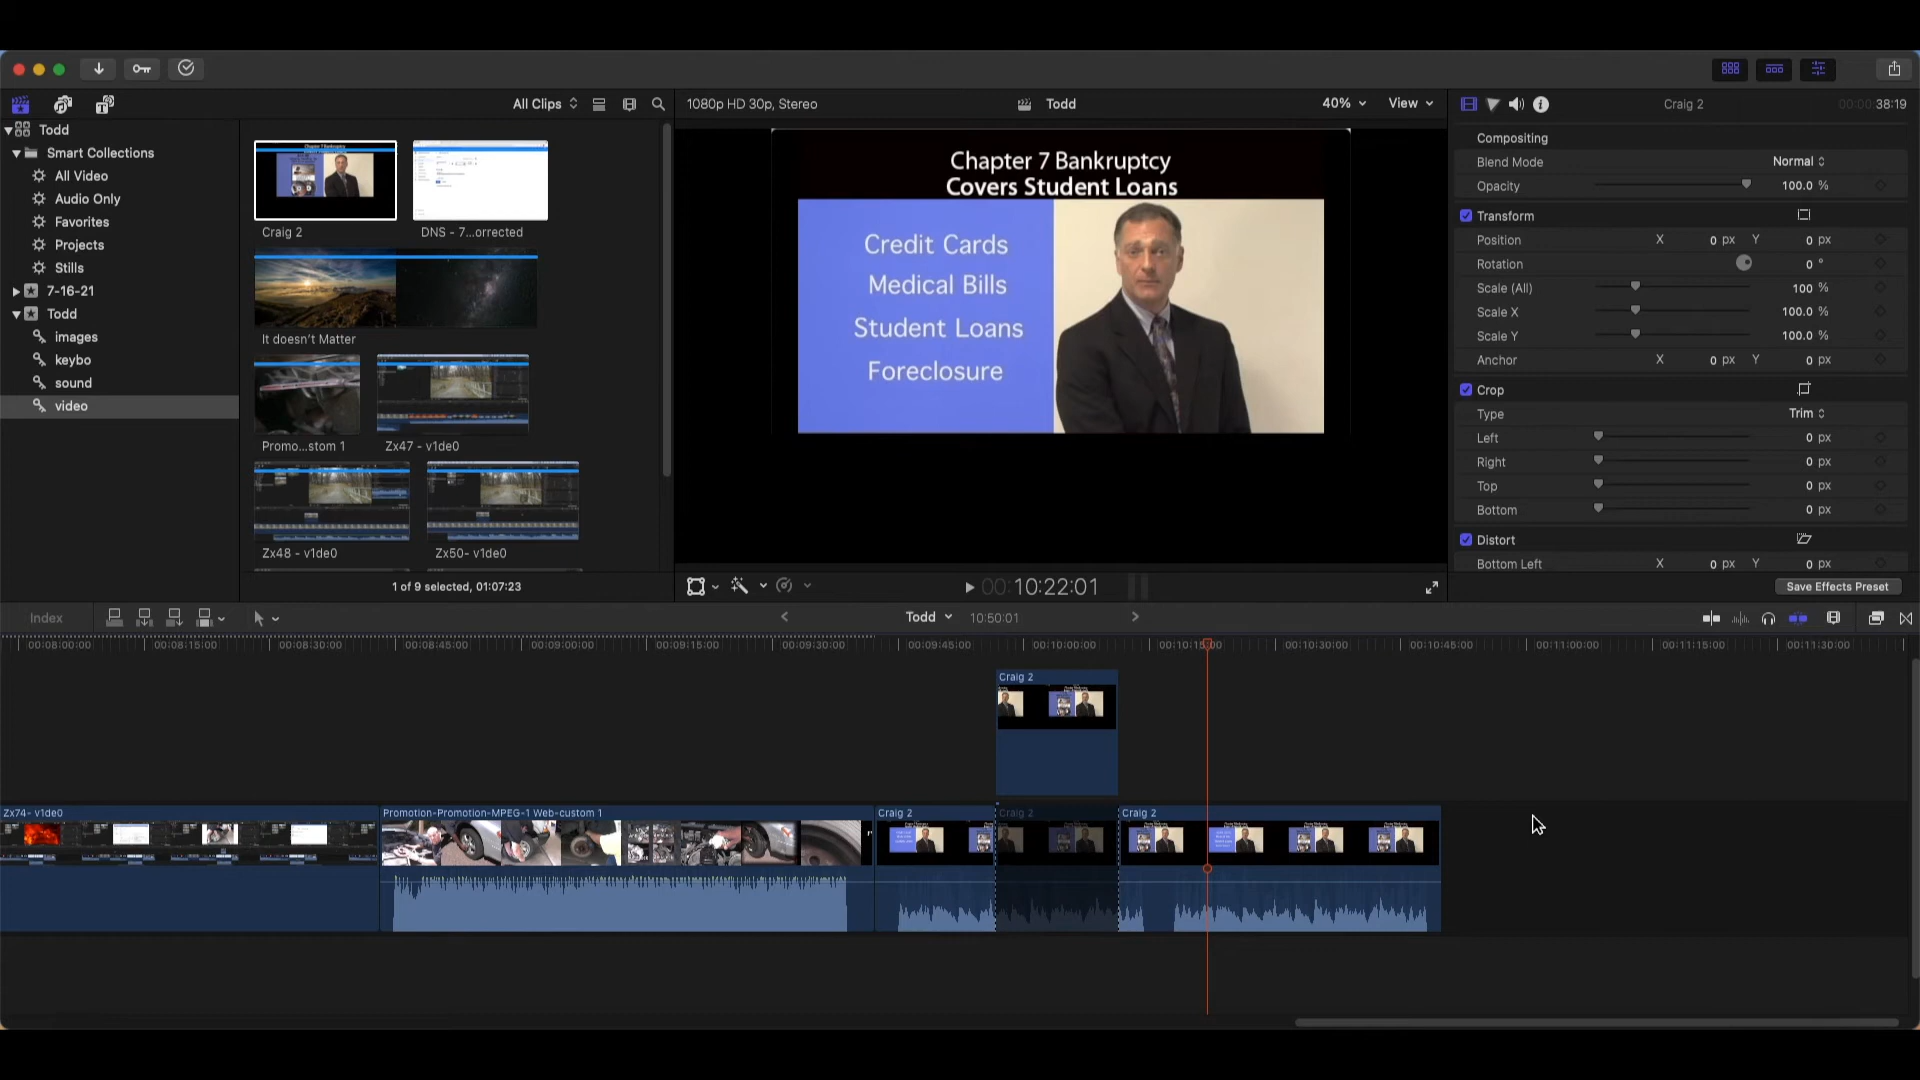 All Clips
1080p HD 30p, Stereo
Todd
40%
View
Craig 2
00:00:38:19
Todd
Smart Collections
All Video
Audio Only
Favorites
Projects
Stills
7-16-21
Todd
images
keybo
sound
video
Craig 2
DNS - 7...orrected
It doesn't Matter
Promo...stom 1
Zx47 - v1de0
Zx48 - v1de0
Zx50- v1de0
1 of 9 selected, 01:07:23
Chapter 7 Bankruptcy
Covers Student Loans
Credit Cards
Medical Bills
Student Loans
Foreclosure
00:10:22:01
Compositing
Blend Mode Normal
Opacity 100.0 %
Transform
Position X 0 px Y 0 px
Rotation 0 °
Scale (All) 100 %
Scale X 100.0 %
Scale Y 100.0 %
Anchor X 0 px Y 0 px
Crop
Type Trim
Left 0 px
Right 0 px
Top 0 px
Bottom 0 px
Distort
Bottom Left X 0 px Y 0 px
Save Effects Preset
Index
Todd
10:50:01
00:08:00:00 00:08:15:00 00:08:30:00 00:08:45:00 00:09:00:00 00:09:15:00 00:09:30:00 00:09:45:00 00:10:00:00 00:10:15:00 00:10:30:00 00:10:45:00 00:11:00:00 00:11:15:00 00:11:30:00
Craig 2
Zx74- v1de0
Promotion-Promotion-MPEG-1 Web-custom 1
Craig 2
Craig 2
Craig 2